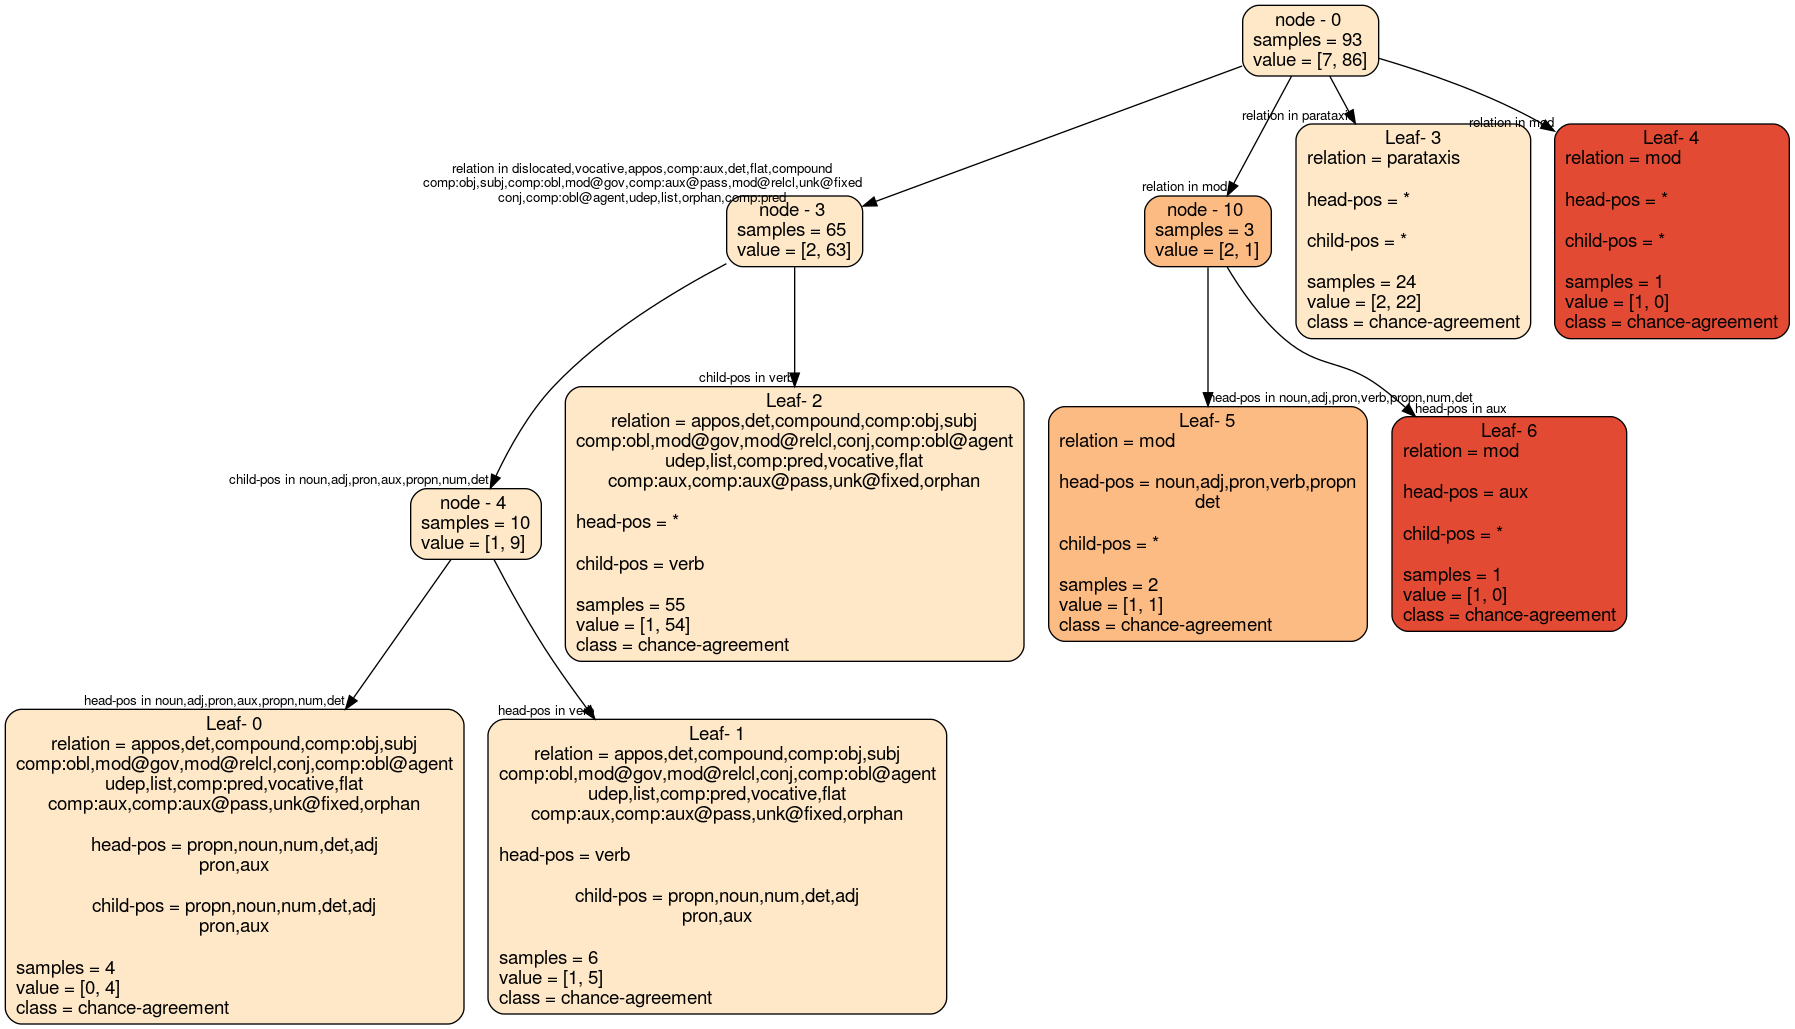 node - 0
samples = 93
value = [7, 86]
relation in dislocated,vocative,appos,comp:aux,det,flat,compound
comp:obj,subj,comp:obl,mod@gov,comp:aux@pass,mod@relcl,unk@fixed
conj,comp:obl@agent,udep,list,orphan,comp:pred
relation in mod
relation in parataxis
relation in mod
node - 3
samples = 65
value = [2, 63]
node - 10
samples = 3
value = [2, 1]
Leaf- 3
relation = parataxis
head-pos = *
child-pos = *
samples = 24
value = [2, 22]
class = chance-agreement
Leaf- 4
relation = mod
head-pos = *
child-pos = *
samples = 1
value = [1, 0]
class = chance-agreement
child-pos in noun,adj,pron,aux,propn,num,det
child-pos in verb
head-pos in noun,adj,pron,verb,propn,num,det
head-pos in aux
node - 4
samples = 10
value = [1, 9]
Leaf- 2
relation = appos,det,compound,comp:obj,subj
comp:obl,mod@gov,mod@relcl,conj,comp:obl@agent
udep,list,comp:pred,vocative,flat
comp:aux,comp:aux@pass,unk@fixed,orphan
head-pos = *
child-pos = verb
samples = 55
value = [1, 54]
class = chance-agreement
Leaf- 5
relation = mod
head-pos = noun,adj,pron,verb,propn
det
child-pos = *
samples = 2
value = [1, 1]
class = chance-agreement
Leaf- 6
relation = mod
head-pos = aux
child-pos = *
samples = 1
value = [1, 0]
class = chance-agreement
head-pos in noun,adj,pron,aux,propn,num,det
head-pos in verb
Leaf- 0
relation = appos,det,compound,comp:obj,subj
comp:obl,mod@gov,mod@relcl,conj,comp:obl@agent
udep,list,comp:pred,vocative,flat
comp:aux,comp:aux@pass,unk@fixed,orphan
head-pos = propn,noun,num,det,adj
pron,aux
child-pos = propn,noun,num,det,adj
pron,aux
samples = 4
value = [0, 4]
class = chance-agreement
Leaf- 1
relation = appos,det,compound,comp:obj,subj
comp:obl,mod@gov,mod@relcl,conj,comp:obl@agent
udep,list,comp:pred,vocative,flat
comp:aux,comp:aux@pass,unk@fixed,orphan
head-pos = verb
child-pos = propn,noun,num,det,adj
pron,aux
samples = 6
value = [1, 5]
class = chance-agreement